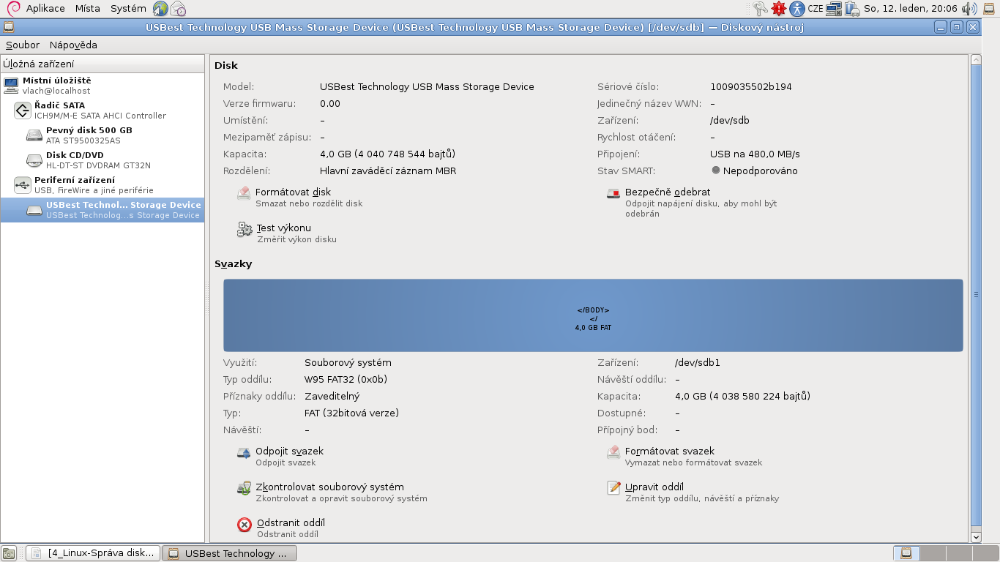 Aplikace Místa Systém CZE So, 12. leden, 20:06
USBest Technology USB Mass Storage Device (USBest Technology USB Mass Storage Device) [/dev/sdb] — Diskový nástroj
Soubor Nápověda
Úložná zařízení
Místní úložiště
vlach@localhost
Řadič SATA
ICH9M/M-E SATA AHCI Controller
Pevný disk 500 GB
ATA ST9500325AS
Disk CD/DVD
HL-DT-ST DVDRAM GT32N
Periferní zařízení
USB, FireWire a jiné periférie
USBest Technol... Storage Device
USBest Technolog...s Storage Device
Disk
Model: USBest Technology USB Mass Storage Device
Sériové číslo: 1009035502b194
Verze firmwaru: 0.00
Jedinečný název WWN: –
Umístění: –
Zařízení: /dev/sdb
Mezipaměť zápisu: –
Rychlost otáčení: –
Kapacita: 4,0 GB (4 040 748 544 bajtů)
Připojení: USB na 480,0 MB/s
Rozdělení: Hlavní zaváděcí záznam MBR
Stav SMART: Nepodporováno
Formátovat disk
Smazat nebo rozdělit disk
Bezpečně odebrat
Odpojit napájení disku, aby mohl být
odebrán
Test výkonu
Změřit výkon disku
Svazky
</BODY>
</
4,0 GB FAT
Využití: Souborový systém
Zařízení: /dev/sdb1
Typ oddílu: W95 FAT32 (0x0b)
Návěští oddílu: –
Příznaky oddílu: Zaveditelný
Kapacita: 4,0 GB (4 038 580 224 bajtů)
Typ: FAT (32bitová verze)
Dostupné: –
Návěští: –
Přípojný bod: –
Odpojit svazek
Odpojit svazek
Formátovat svazek
Vymazat nebo formátovat svazek
Zkontrolovat souborový systém
Zkontrolovat a opravit souborový systém
Upravit oddíl
Změnit typ oddílu, návěští a příznaky
Odstranit oddíl
Odstranit oddíl
[4_Linux-Správa disk... USBest Technology ...